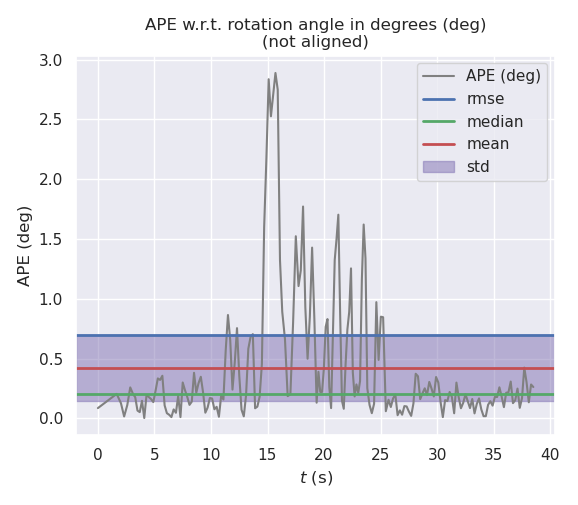 APE w.r.t. rotation angle in degrees (deg)
(not aligned)
3.0
2.5
2.0
1.5
1.0
0.5
0.0
APE (deg)
APE (deg)
rmse
median
mean
std
0 5 10 15 20 25 30 35 40
t (s)